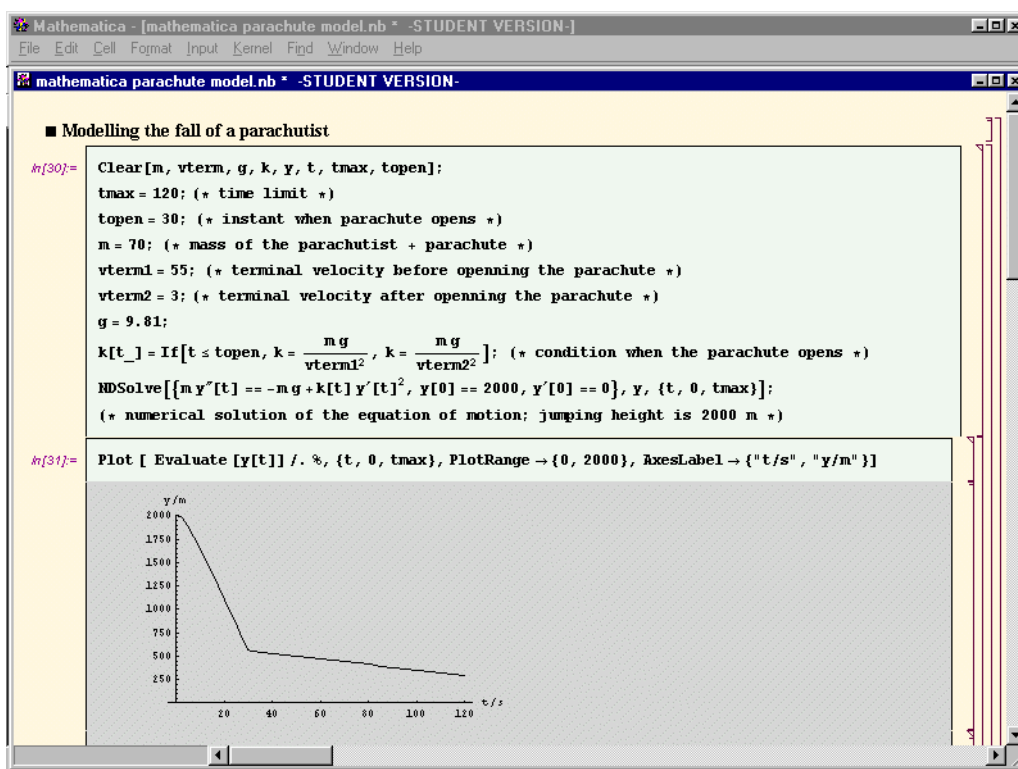 Mathematica - [mathematica parachute model.nb * -STUDENT VERSION-]
File Edit Cell Format Input Kernel Find Window Help
mathematica parachute model.nb * -STUDENT VERSION-
■ Modelling the fall of a parachutist
In[30]:= Clear[m, vterm, g, k, y, t, tmax, topen];
tmax = 120; (* time limit *)
topen = 30; (* instant when parachute opens *)
m = 70; (* mass of the parachutist + parachute *)
vterm1 = 55; (* terminal velocity before openning the parachute *)
vterm2 = 3; (* terminal velocity after openning the parachute *)
g = 9.81;
k[t_] = If[t ≤ topen, k = m g / vterm1², k = m g / vterm2²]; (* condition when the parachute opens *)
NDSolve[{m y″[t] == -m g + k[t] y′[t]², y[0] == 2000, y′[0] == 0}, y, {t, 0, tmax}];
(* numerical solution of the equation of motion; jumping height is 2000 m *)
In[31]:= Plot [ Evaluate [y[t]] /. %, {t, 0, tmax}, PlotRange → {0, 2000}, AxesLabel → {"t/s", "y/m"}]
y/m
2000
1750
1500
1250
1000
750
500
250
20 40 60 80 100 120 t/s